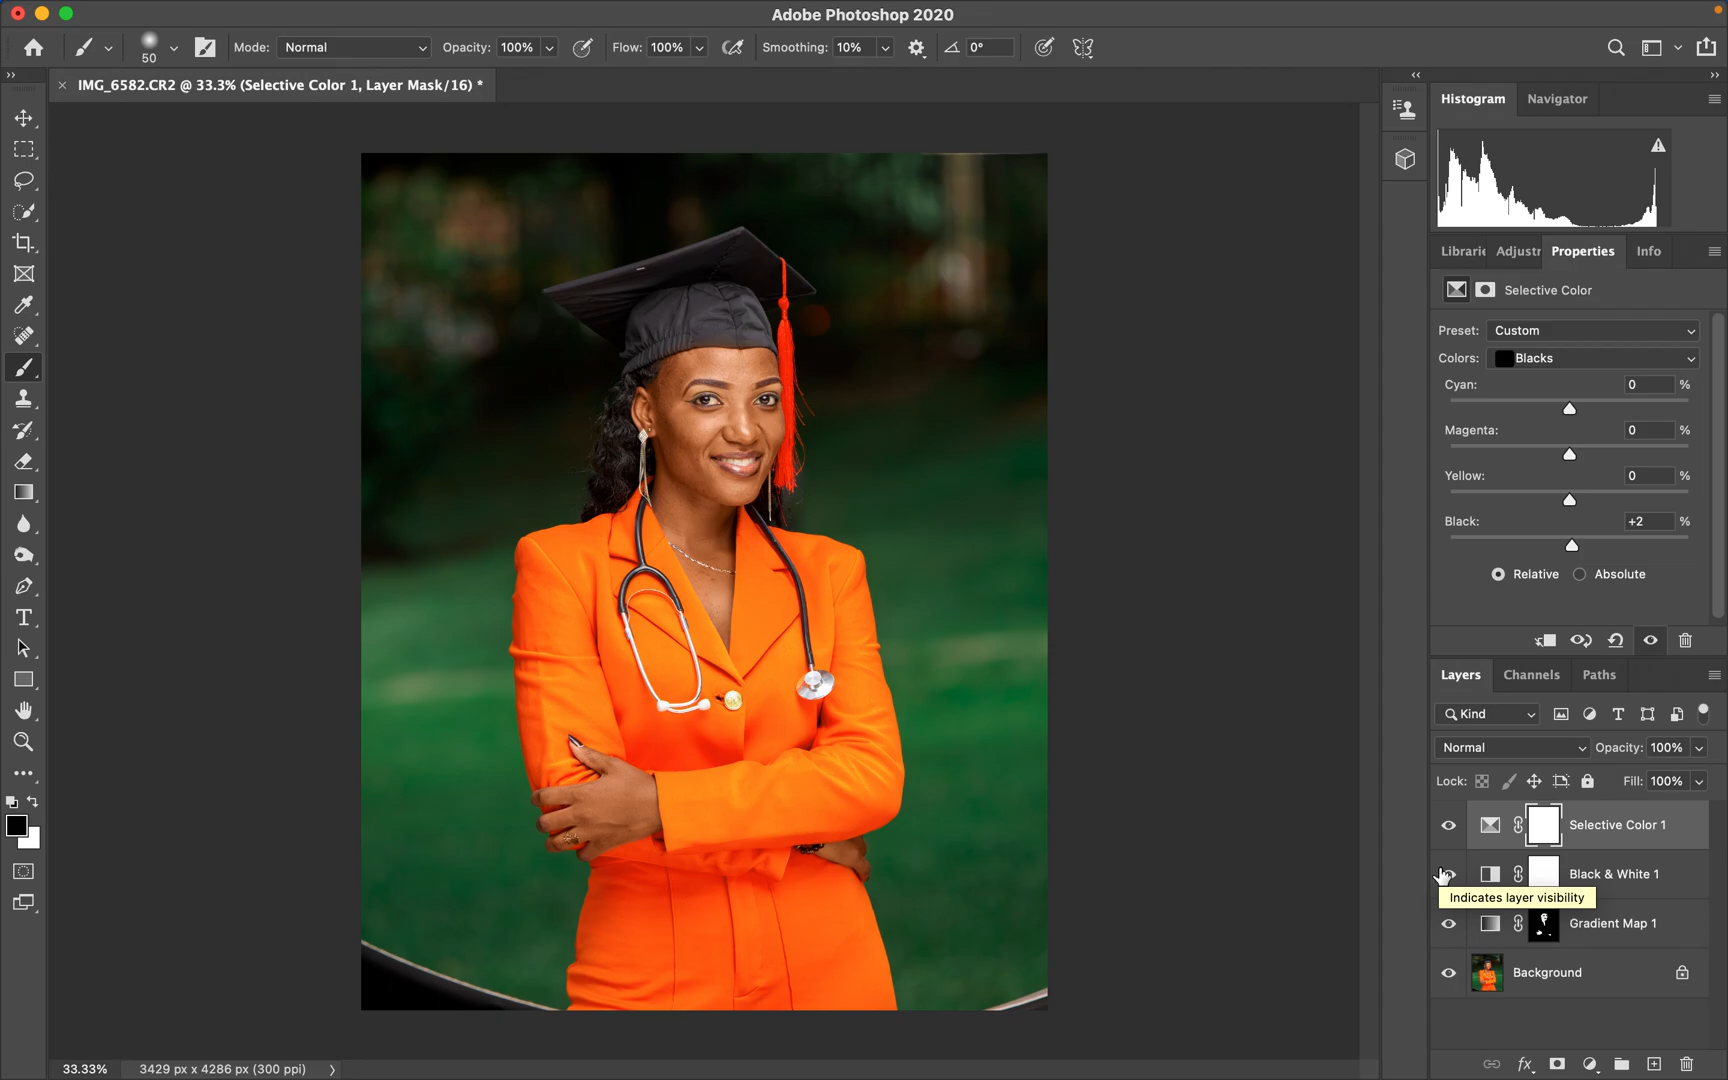 Adobe Photoshop 2020
50
Mode: Normal
Opacity: 100%
Flow: 100%
Smoothing: 10%
0°
IMG_6582.CR2 @ 33.3% (Selective Color 1, Layer Mask/16) *
Histogram
Navigator
Librarie
Adjustr
Properties
Info
Selective Color
Preset: Custom
Colors: Blacks
Cyan: 0 %
Magenta: 0 %
Yellow: 0 %
Black: +2 %
Relative
Absolute
Layers
Channels
Paths
Kind
Normal
Opacity: 100%
Lock:
Fill: 100%
Selective Color 1
Black & White 1
Indicates layer visibility
Gradient Map 1
Background
33.33%
3429 px x 4286 px (300 ppi)